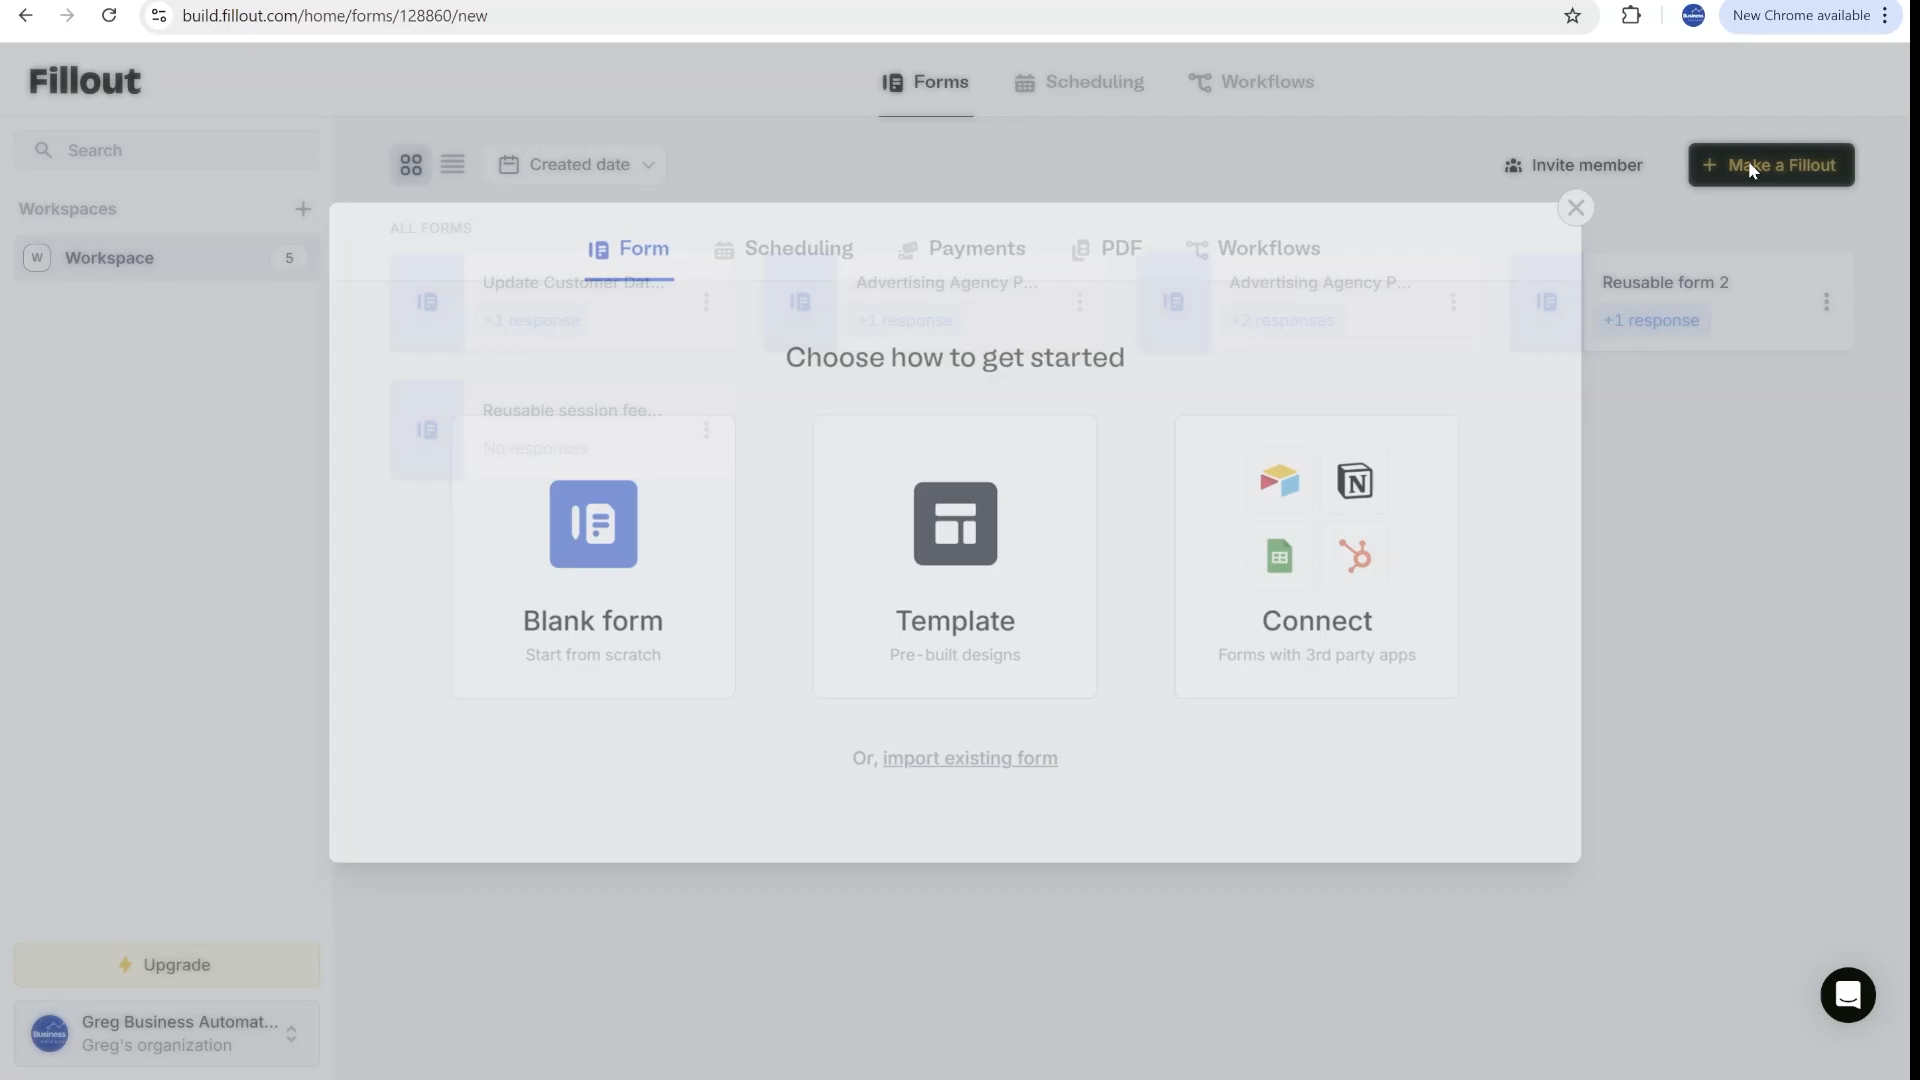 build.fillout.com/home/forms/128860/new
New Chrome available
Fillout
Forms
Scheduling
Workflows
Search
Created date
Invite member
+ Make a Fillout
Workspaces
W
Workspace
5
ALL FORMS
Form
Scheduling
Payments
PDF
Workflows
Update Customer Dat...
+1 response
Advertising Agency P...
+1 response
Advertising Agency P...
+2 responses
Reusable form 2
+1 response
Choose how to get started
Reusable session fee...
No responses
Blank form
Start from scratch
Template
Pre-built designs
N
Connect
Forms with 3rd party apps
Or, import existing form
Upgrade
Business
Greg Business Automat...
Greg's organization